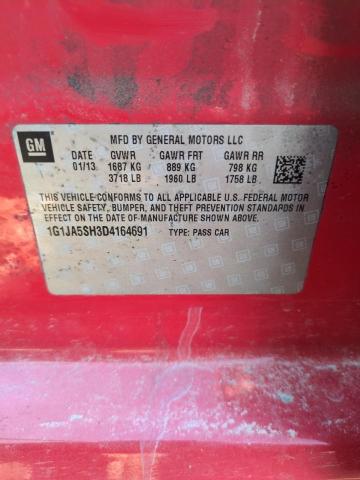 GM
MFD BY GENERAL MOTORS LLC
DATE GVWR GAWR FRT GAWR RR
01/13 1687 KG 889 KG 798 KG
3718 LB 1960 LB 1758 LB
THIS VEHICLE CONFORMS TO ALL APPLICABLE U.S. FEDERAL MOTOR
VEHICLE SAFETY, BUMPER, AND THEFT PREVENTION STANDARDS IN
EFFECT ON THE DATE OF MANUFACTURE SHOWN ABOVE.
1G1JA5SH3D4164691 TYPE: PASS CAR